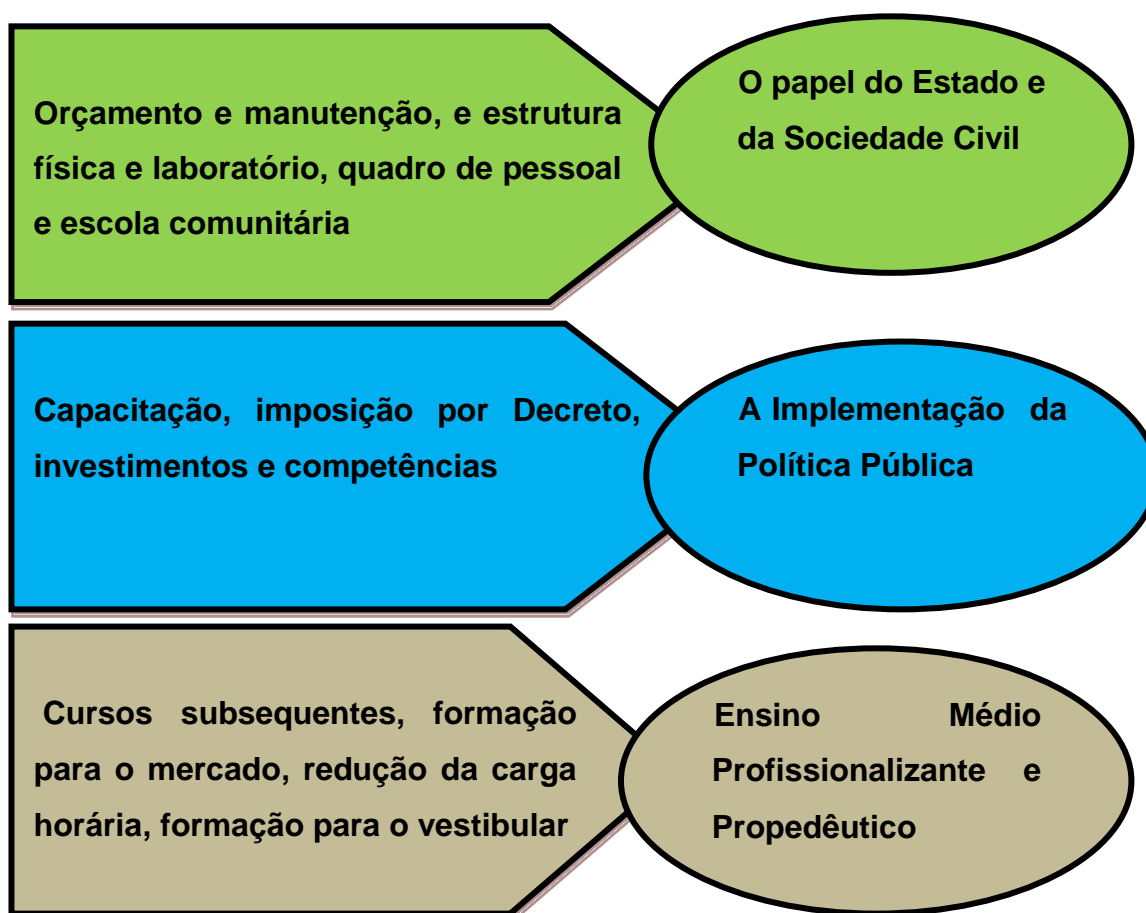 Orçamento e manutenção, e estrutura
física e laboratório, quadro de pessoal
e escola comunitária
O papel do Estado e
da Sociedade Civil
Capacitação, imposição por Decreto,
investimentos e competências
A Implementação da
Política Pública
Cursos subsequentes, formação
para o mercado, redução da carga
horária, formação para o vestibular
Ensino Médio
Profissionalizante e
Propedêutico